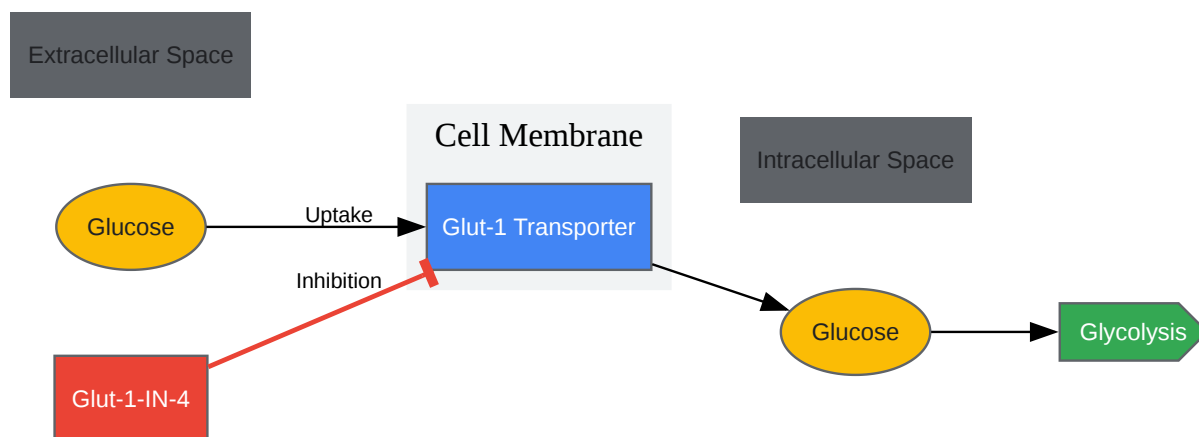 Extracellular Space
Cell Membrane
Intracellular Space
Glucose
Uptake
Glut-1 Transporter
Inhibition
Glucose
Glycolysis
Glut-1-IN-4